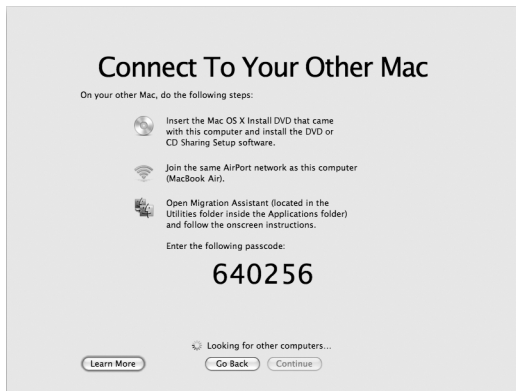 Connect To Your Other Mac
On your other Mac, do the following steps:
Insert the Mac OS X Install DVD that came
with this computer and install the DVD or
CD Sharing Setup software.
Join the same AirPort network as this computer
(MacBook Air).
Open Migration Assistant (located in the
Utilities folder inside the Applications folder)
and follow the onscreen instructions.
Enter the following passcode:
640256
Looking for other computers...
Learn More
Go Back
Continue